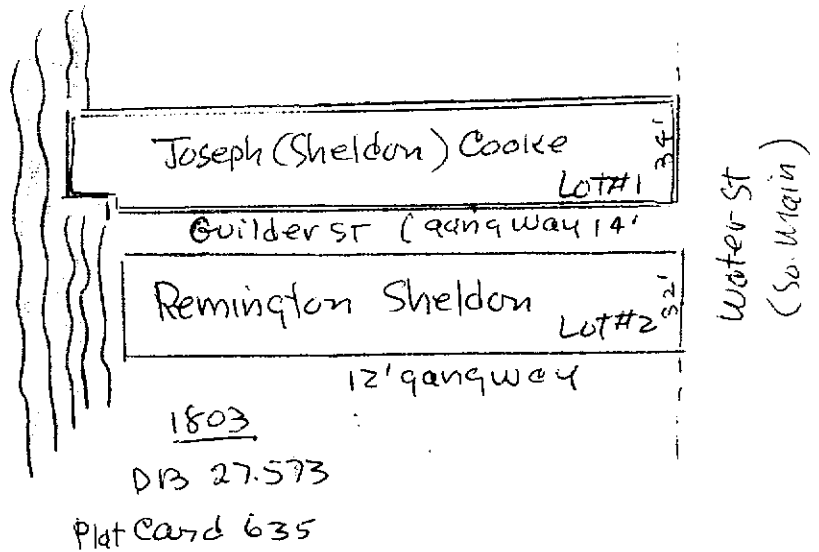 Joseph (Sheldon) Cooke
Lot#1
34'
Guilder ST (gangway 14'
Remington Sheldon
Lot#2
32'
12' gangway
Water St
(So. Main)
1803
DB 27.573
Plat Card 635